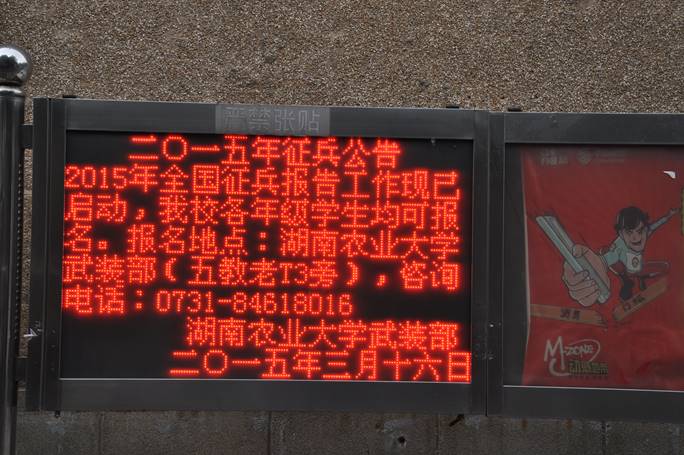 严禁张贴
二〇一五年征兵公告
2015年全国征兵报告工作现已
启动，我校各年级学生均可报
名。报名地点：湖南农业大学
武装部（五教老T3旁），咨询
电话：0731-84618016
湖南农业大学武装部
二〇一五年三月十六日
M-ZONE
动感地带